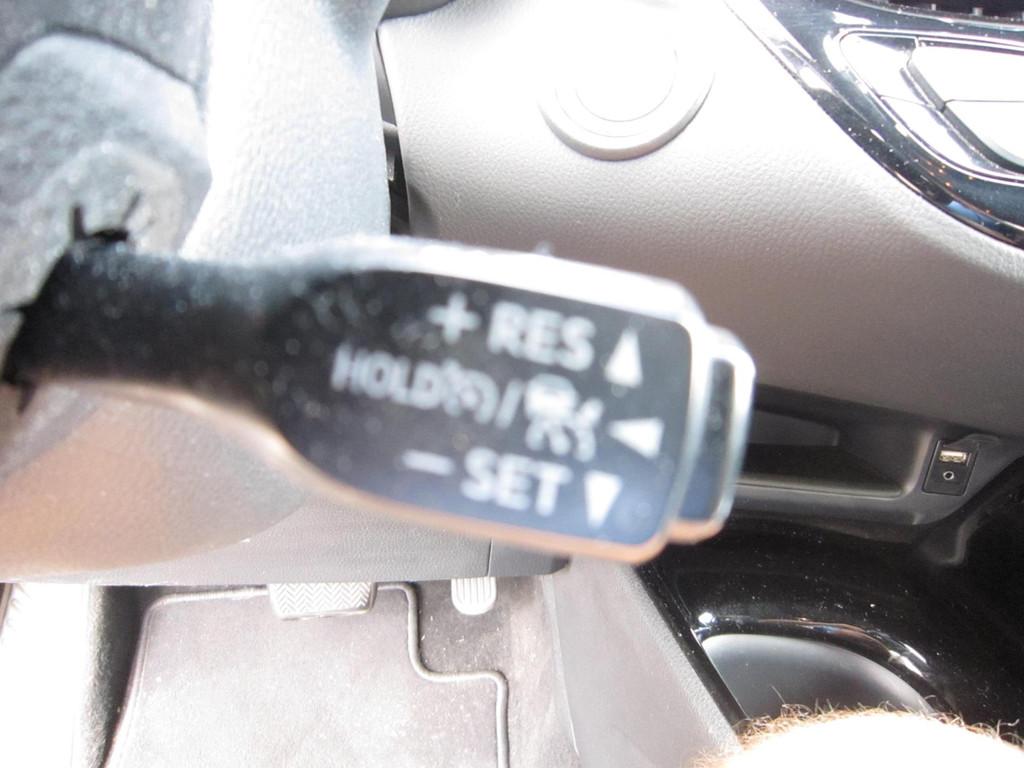 + RES
HOLD /
- SET